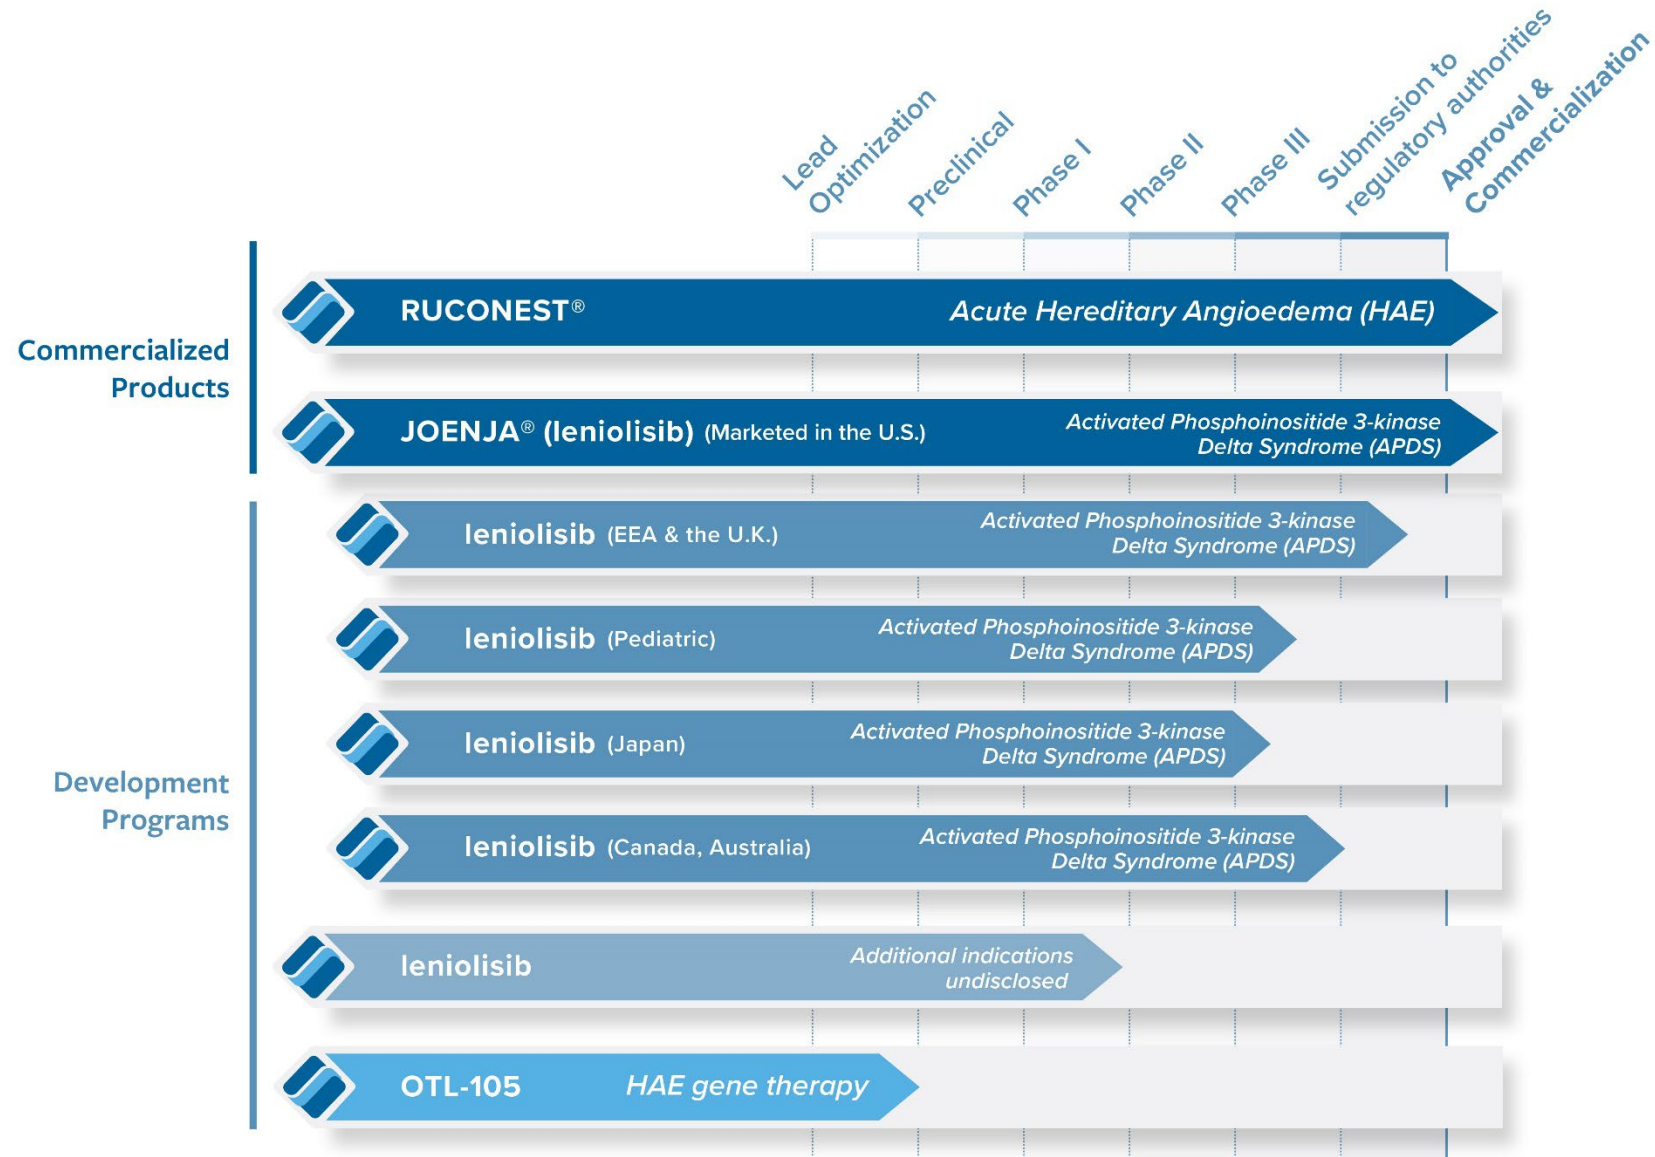 Lead
Optimization
Preclinical
Phase I
Phase II
Phase III
Submission to
regulatory authorities
Approval &
Commercialization
Commercialized
Products
RUCONEST®
Acute Hereditary Angioedema (HAE)
JOENJA® (leniolisib) (Marketed in the U.S.)
Activated Phosphoinositide 3-kinase
Delta Syndrome (APDS)
Development
Programs
leniolisib (EEA & the U.K.)
Activated Phosphoinositide 3-kinase
Delta Syndrome (APDS)
leniolisib (Pediatric)
Activated Phosphoinositide 3-kinase
Delta Syndrome (APDS)
leniolisib (Japan)
Activated Phosphoinositide 3-kinase
Delta Syndrome (APDS)
leniolisib (Canada, Australia)
Activated Phosphoinositide 3-kinase
Delta Syndrome (APDS)
leniolisib
Additional indications
undisclosed
OTL-105
HAE gene therapy